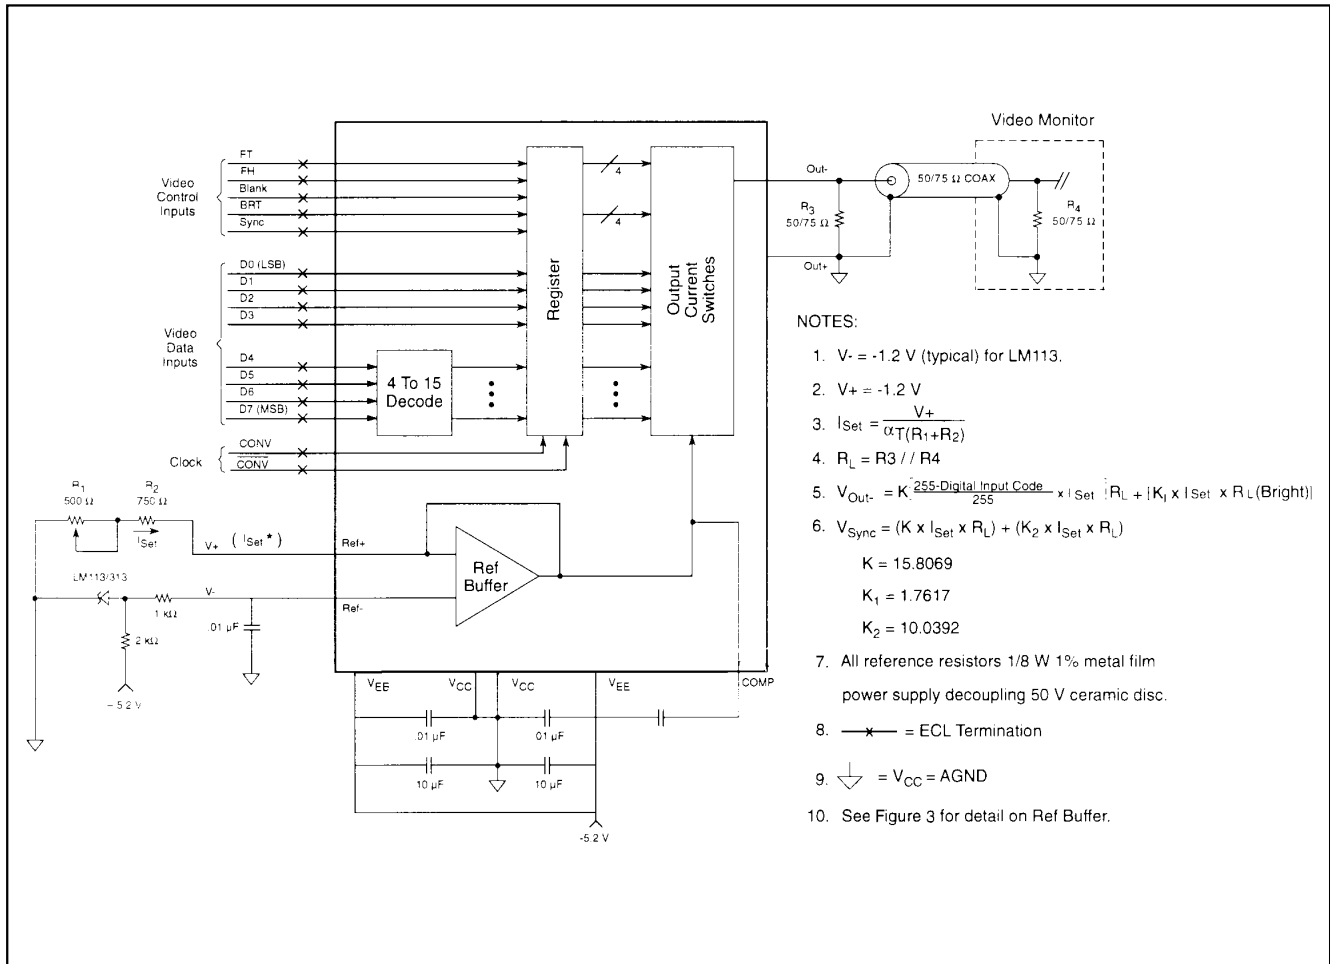 Video Monitor
FT
FH
Blank
BRT
Sync
Video
Control
Inputs
4
4
Out-
50/75 Ω COAX
R3
50/75 Ω
R4
50/75 Ω
Out+
D0 (LSB)
D1
D2
D3
Video
Data
Inputs
D4
D5
D6
D7 (MSB)
4 To 15
Decode
Register
Output
Current
Switches
Clock
CONV
CONV
R1
500 Ω
R2
750 Ω
ISet
V+ (ISet*)
Ref+
Ref
Buffer
LM113/313
V-
Ref-
1 kΩ
.01 µF
2 kΩ
-5.2 V
VEE
VCC
VCC
VEE
COMP
.01 µF
01 µF
10 µF
10 µF
-5.2 V
NOTES:
1. V- = -1.2 V (typical) for LM113.
2. V+ = -1.2 V
3. ISet = V+ / αT(R1+R2)
4. RL = R3 // R4
5. VOut- = K[255-Digital Input Code / 255 x ISet]RL + [K1 x ISet x RL(Bright)]
6. VSync = (K x ISet x RL) + (K2 x ISet x RL)
K = 15.8069
K1 = 1.7617
K2 = 10.0392
7. All reference resistors 1/8 W 1% metal film
power supply decoupling 50 V ceramic disc.
8. = ECL Termination
9. = VCC = AGND
10. See Figure 3 for detail on Ref Buffer.